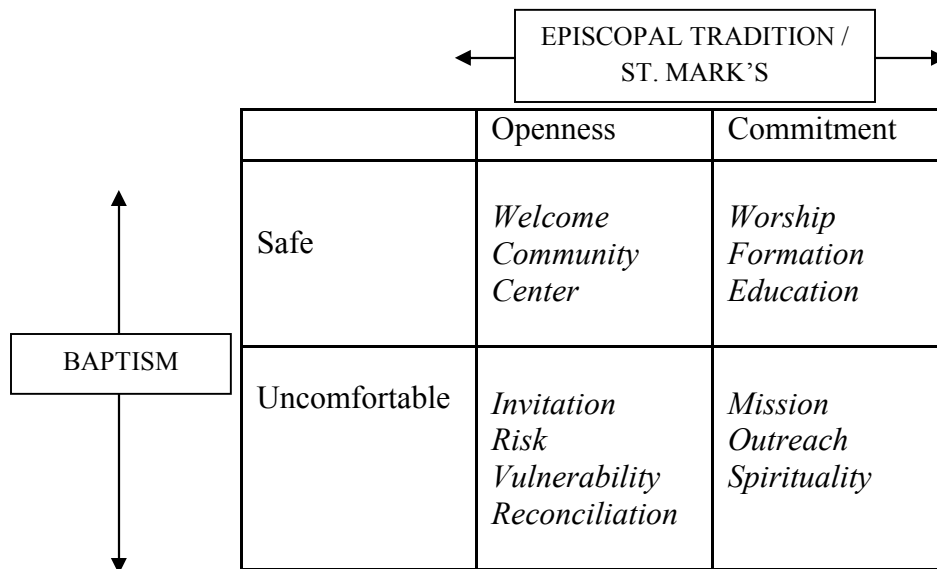 EPISCOPAL TRADITION /
ST. MARK’S
Openness
Commitment
Safe
Welcome
Community
Center
Worship
Formation
Education
BAPTISM
Uncomfortable
Invitation
Risk
Vulnerability
Reconciliation
Mission
Outreach
Spirituality